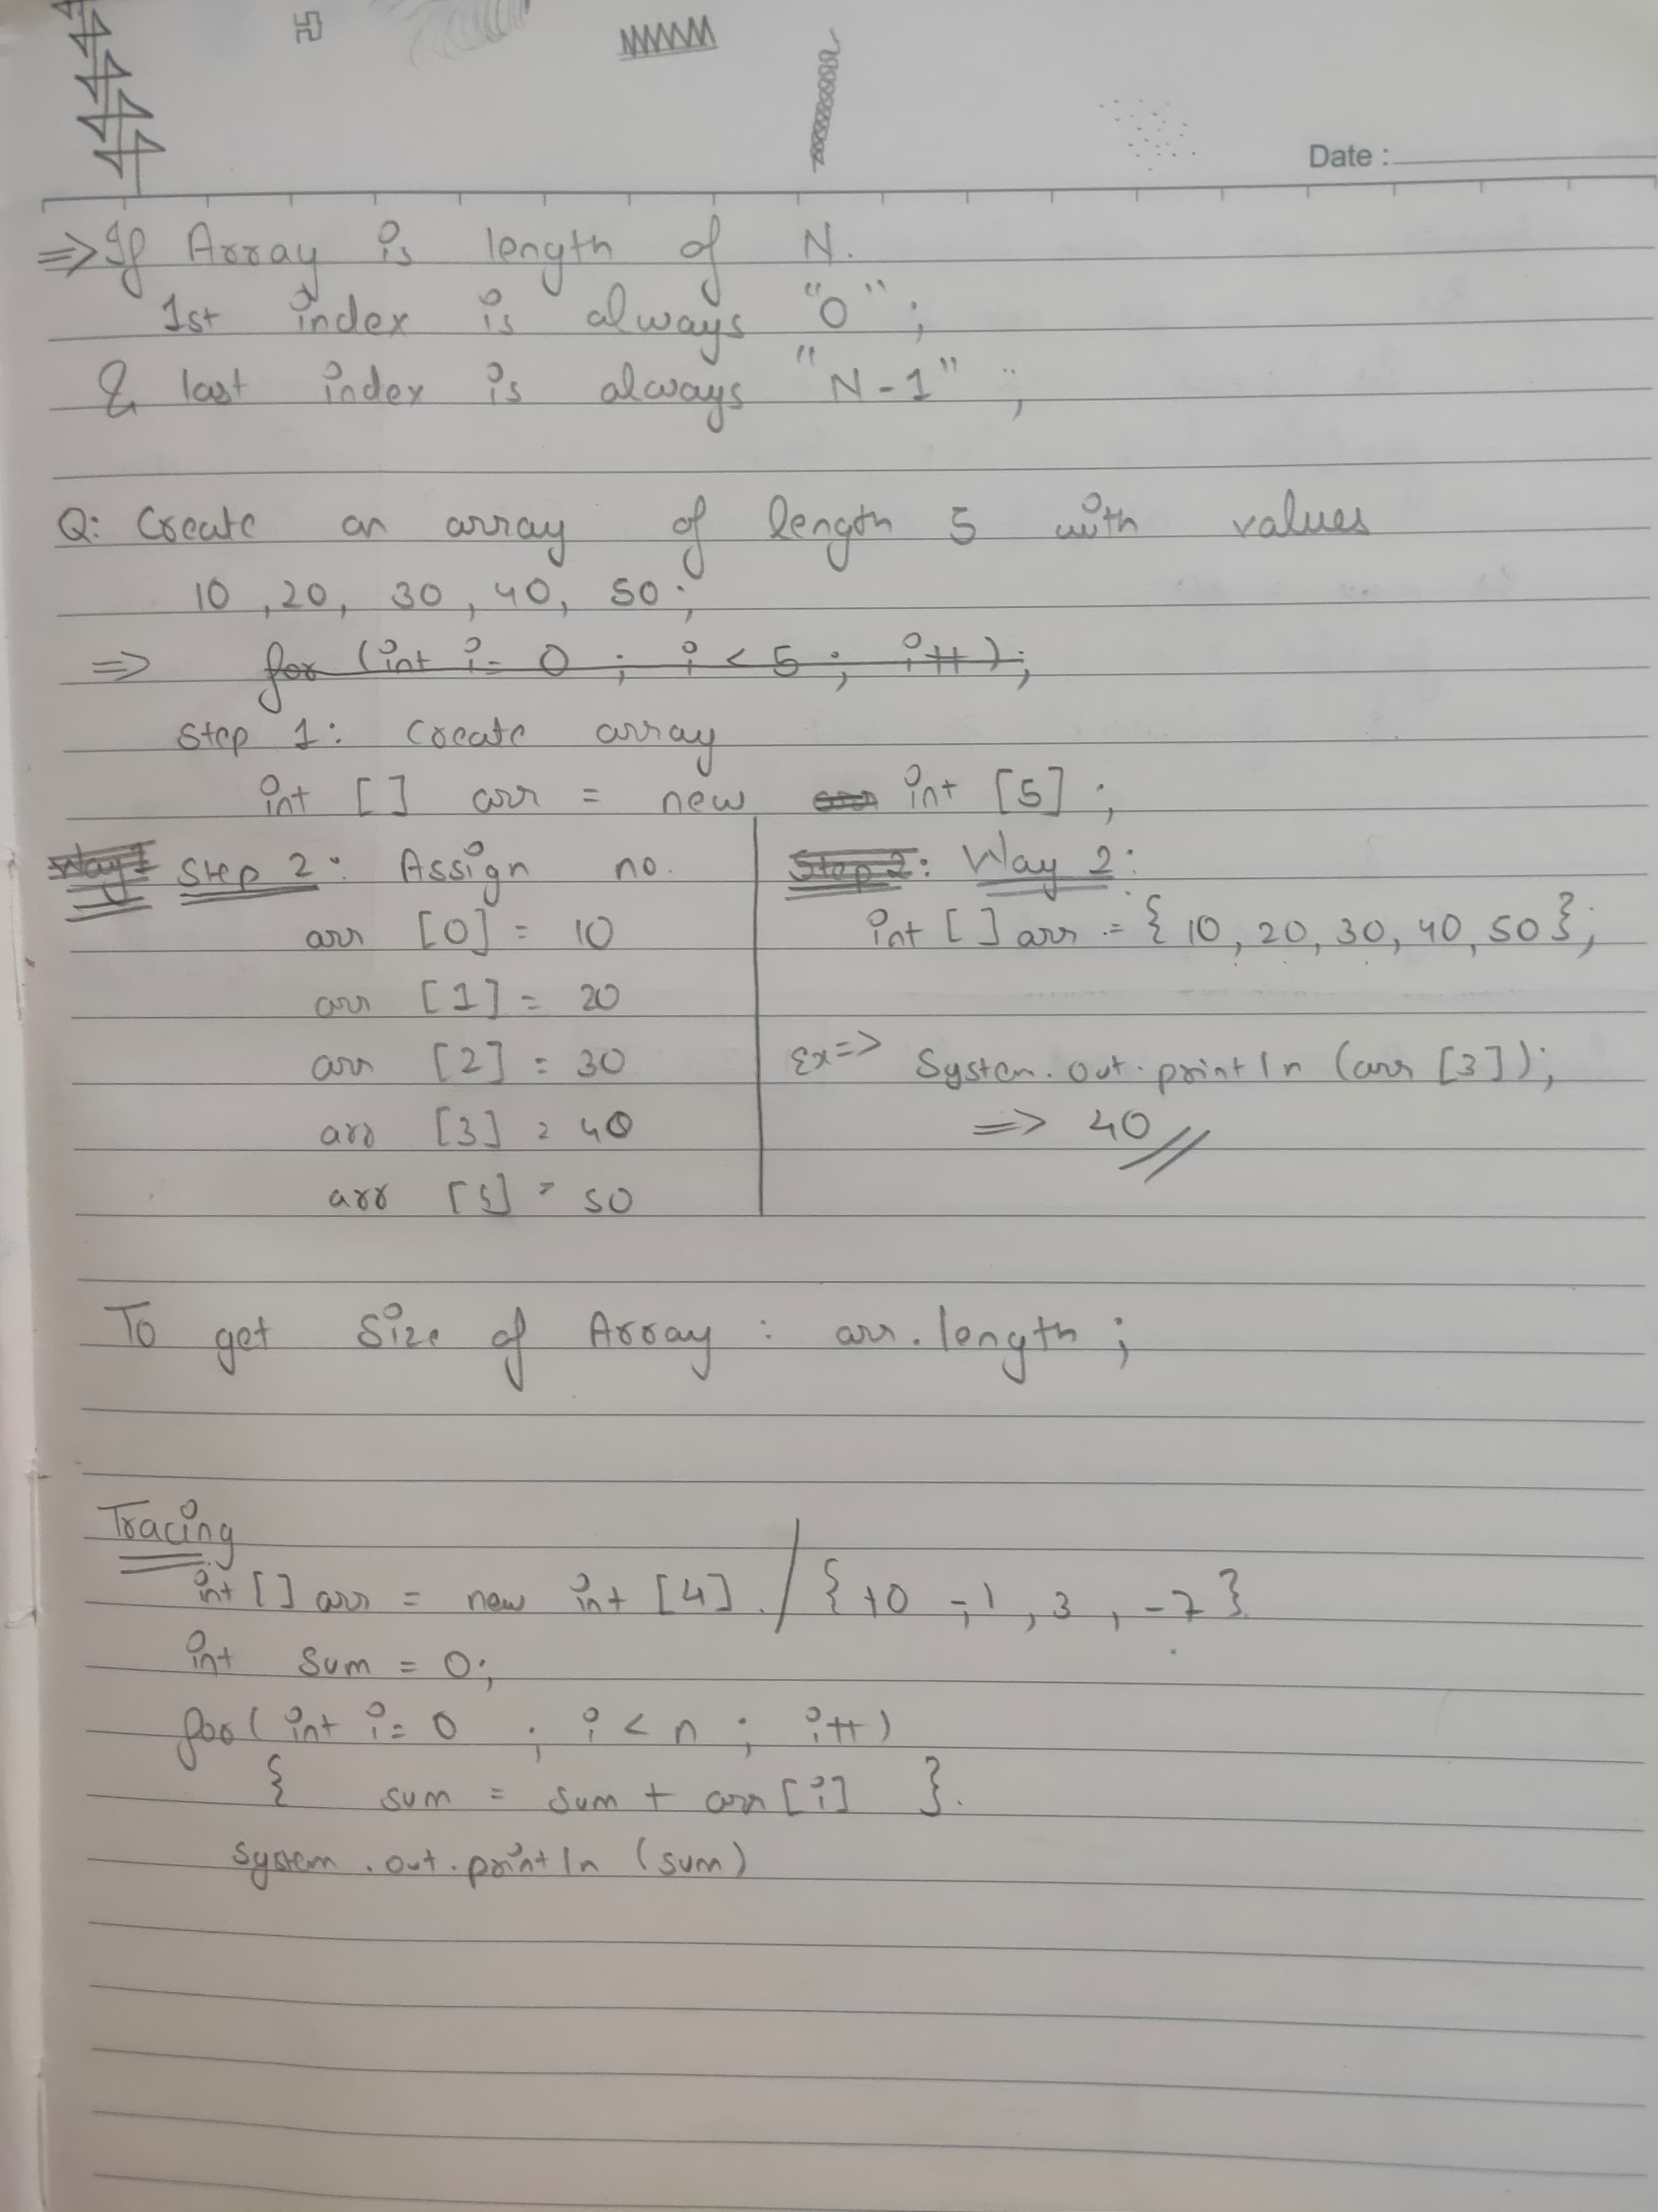 Date :
=> If Array is length of N.
1st index is always "0" ;
& last index is always "N-1" ;
Q: Create an array of length 5 with values
10 , 20, 30 , 40, 50 ;
=> for (int i = 0 ; i < 5 ; i++);
Step 1: Create array
int [ ] arr = new int [5] ;
Way 1 Step 2: Assign no.
arr [0] = 10
arr [1] = 20
arr [2] = 30
arr [3] = 40
arr [5] = 50
Step 2: Way 2:
int [ ] arr = { 10, 20, 30, 40, 50 };
Ex => System.out.println (arr [3]);
=> 40 //
To get Size of Array : arr.length ;
Tracing
int [ ] arr = new int [4] / { 10 , -1 , 3 , -7 }
int sum = 0;
for ( int i = 0 ; i < n ; i++ )
{ sum = sum + arr [i] }.
System.out.println (sum)